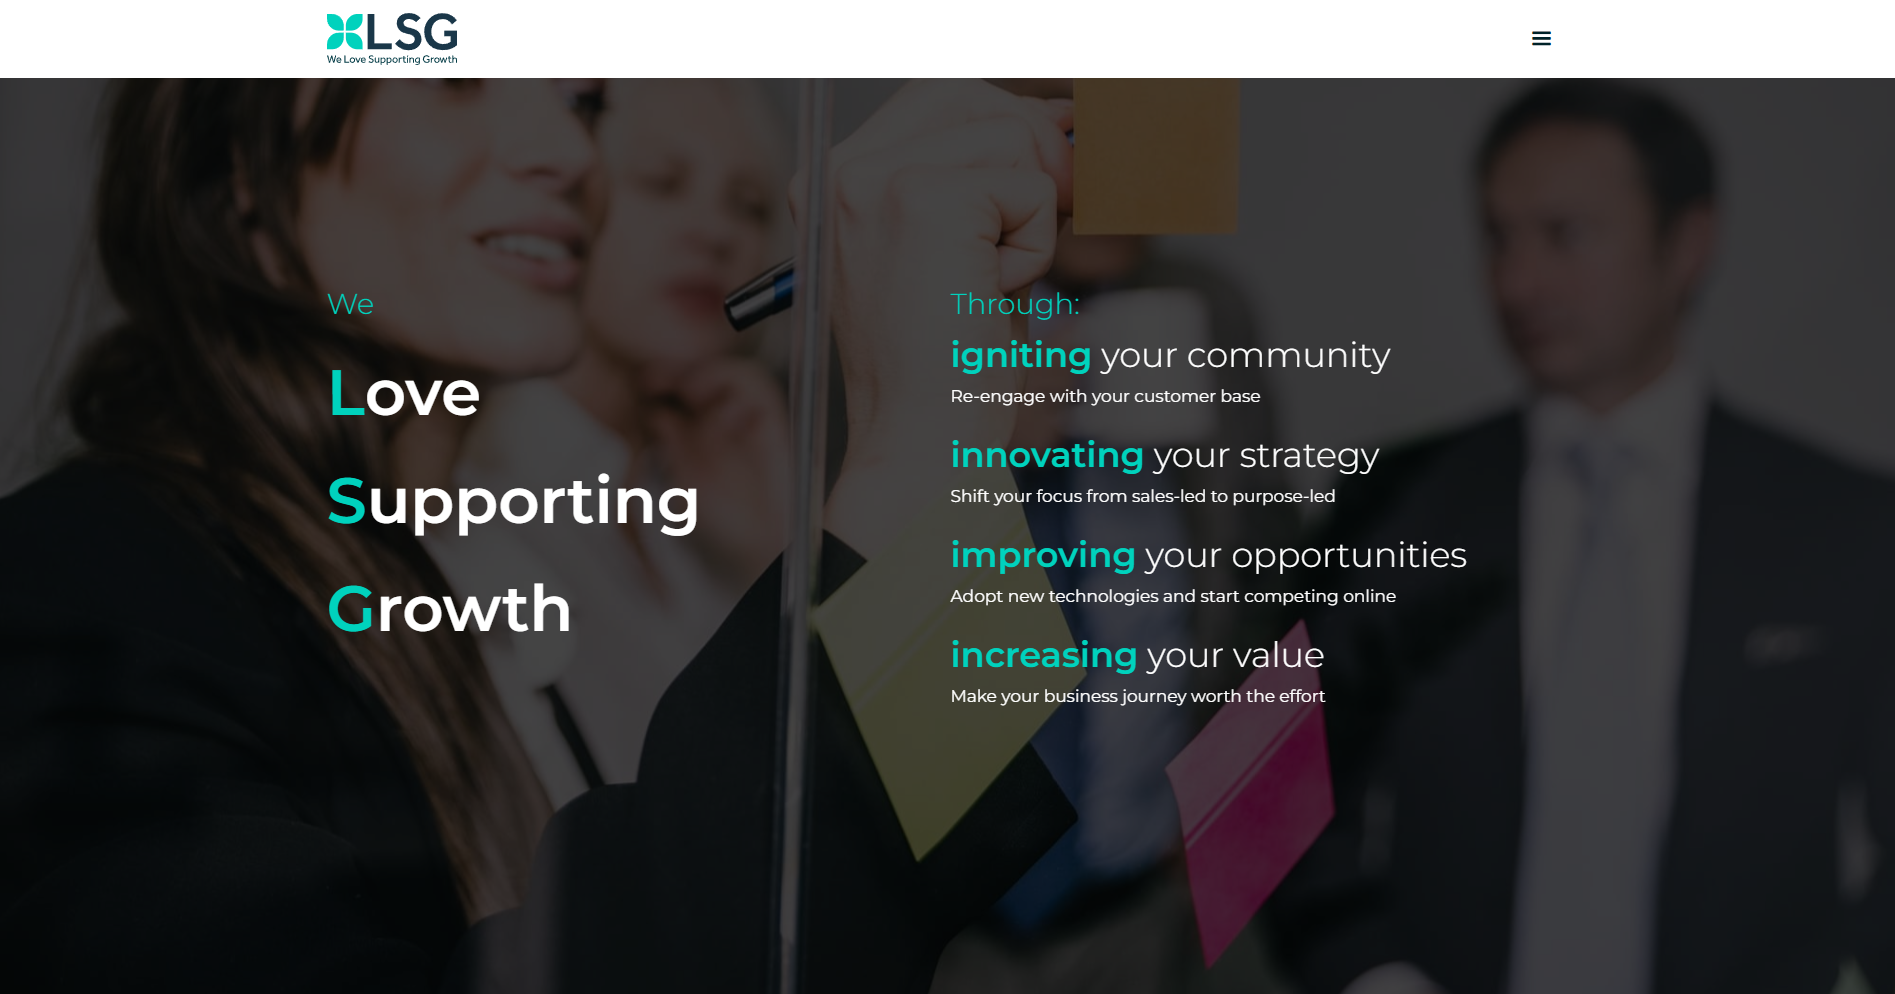 LSG
We Love Supporting Growth
We
Love
Supporting
Growth
Through:
igniting your community
Re-engage with your customer base
innovating your strategy
Shift your focus from sales-led to purpose-led
improving your opportunities
Adopt new technologies and start competing online
increasing your value
Make your business journey worth the effort